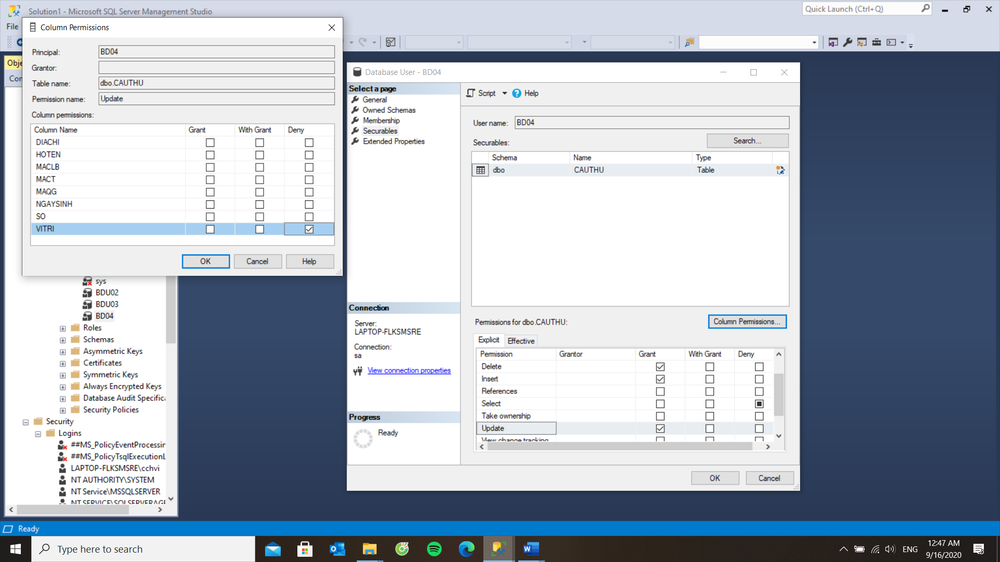 Solution1 - Microsoft SQL Server Management Studio
Quick Launch (Ctrl+Q)
File
Obje
Con
Column Permissions
Principal: BD04
Grantor:
Table name: dbo.CAUTHU
Permission name: Update
Column permissions:
Column Name Grant With Grant Deny
DIACHI
HOTEN
MACLB
MACT
MAQG
NGAYSINH
SO
VITRI
OK Cancel Help
sys
BDU02
BDU03
BD04
Roles
Schemas
Asymmetric Keys
Certificates
Symmetric Keys
Always Encrypted Keys
Database Audit Specifica
Security Policies
Security
Logins
##MS_PolicyEventProcessin
##MS_PolicyTsqlExecutionL
LAPTOP-FLKSMSRE\cchvi
NT AUTHORITY\SYSTEM
NT Service\MSSQLSERVER
NT SERVICE\SQLSERVERAGE
Database User - BD04
Select a page
General
Owned Schemas
Membership
Securables
Extended Properties
Connection
Server:
LAPTOP-FLKSMSRE
Connection:
sa
View connection properties
Progress
Ready
Script Help
User name: BD04
Securables: Search...
Schema Name Type
dbo CAUTHU Table
Permissions for dbo.CAUTHU: Column Permissions...
Explicit Effective
Permission Grantor Grant With Grant Deny
Delete
Insert
References
Select
Take ownership
Update
View change tracking
OK Cancel
Ready
Type here to search
ENG
12:47 AM
9/16/2020